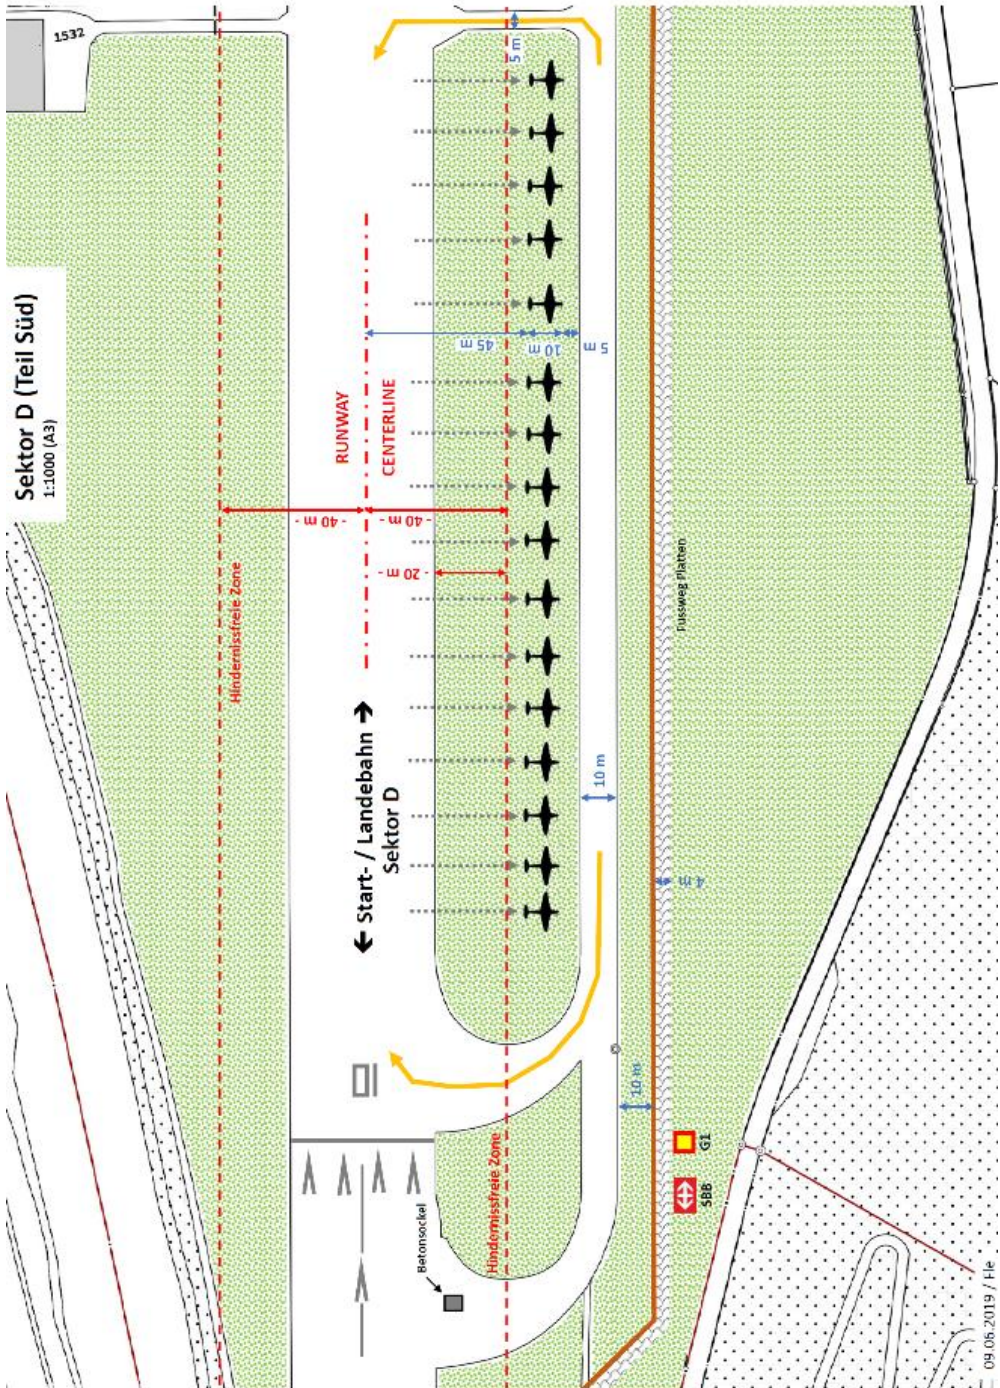 Sektor D (Teil Süd)
1:1000 (A3)
1532
5 m
RUNWAY
CENTERLINE
45 m
10 m
5 m
- 40 m -
- 40 m -
- 20 m -
Hindernissfreie Zone
Fussweg Platten
← Start- / Landebahn →
Sektor D
10 m
4 m
10 m
Hindernissfreie Zone
Betonsockel
G1
SBB
09.06.2019 / Fle